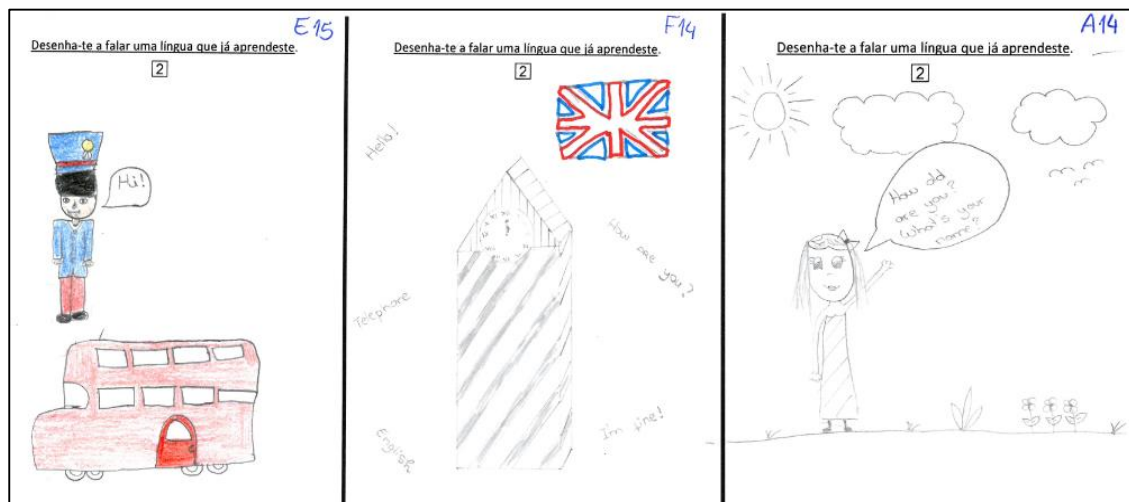 E15
Desenha-te a falar uma língua que já aprendeste.
2
Hi!
F14
Desenha-te a falar uma língua que já aprendeste.
2
Hello!
How are you?
Telephone
English
I'm fine!
A14
Desenha-te a falar uma língua que já aprendeste.
2
How old
are you?
What's your
name?